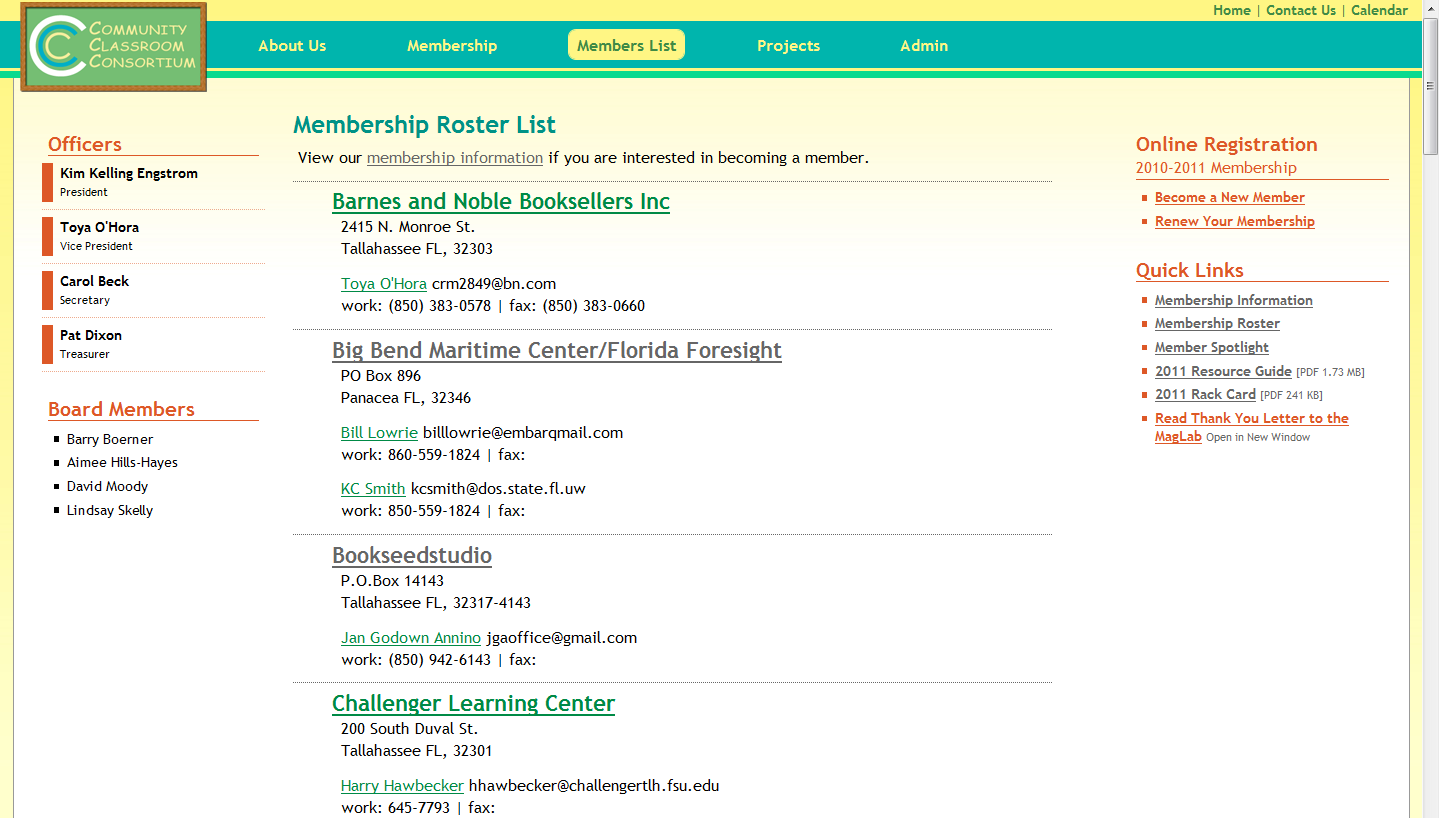 Home | Contact Us | Calendar
COMMUNITY
CLASSROOM
CONSORTIUM
About Us
Membership
Members List
Projects
Admin
Officers
Kim Kelling Engstrom
President
Toya O'Hora
Vice President
Carol Beck
Secretary
Pat Dixon
Treasurer
Board Members
Barry Boerner
Aimee Hills-Hayes
David Moody
Lindsay Skelly
Membership Roster List
View our membership information if you are interested in becoming a member.
Barnes and Noble Booksellers Inc
2415 N. Monroe St.
Tallahassee FL, 32303
Toya O'Hora crm2849@bn.com
work: (850) 383-0578 | fax: (850) 383-0660
Big Bend Maritime Center/Florida Foresight
PO Box 896
Panacea FL, 32346
Bill Lowrie billlowrie@embarqmail.com
work: 860-559-1824 | fax:
KC Smith kcsmith@dos.state.fl.uw
work: 850-559-1824 | fax:
Bookseedstudio
P.O.Box 14143
Tallahassee FL, 32317-4143
Jan Godown Annino jgaoffice@gmail.com
work: (850) 942-6143 | fax:
Challenger Learning Center
200 South Duval St.
Tallahassee FL, 32301
Harry Hawbecker hhawbecker@challengertlh.fsu.edu
work: 645-7793 | fax:
Online Registration
2010-2011 Membership
Become a New Member
Renew Your Membership
Quick Links
Membership Information
Membership Roster
Member Spotlight
2011 Resource Guide [PDF 1.73 MB]
2011 Rack Card [PDF 241 KB]
Read Thank You Letter to the
MagLab Open in New Window